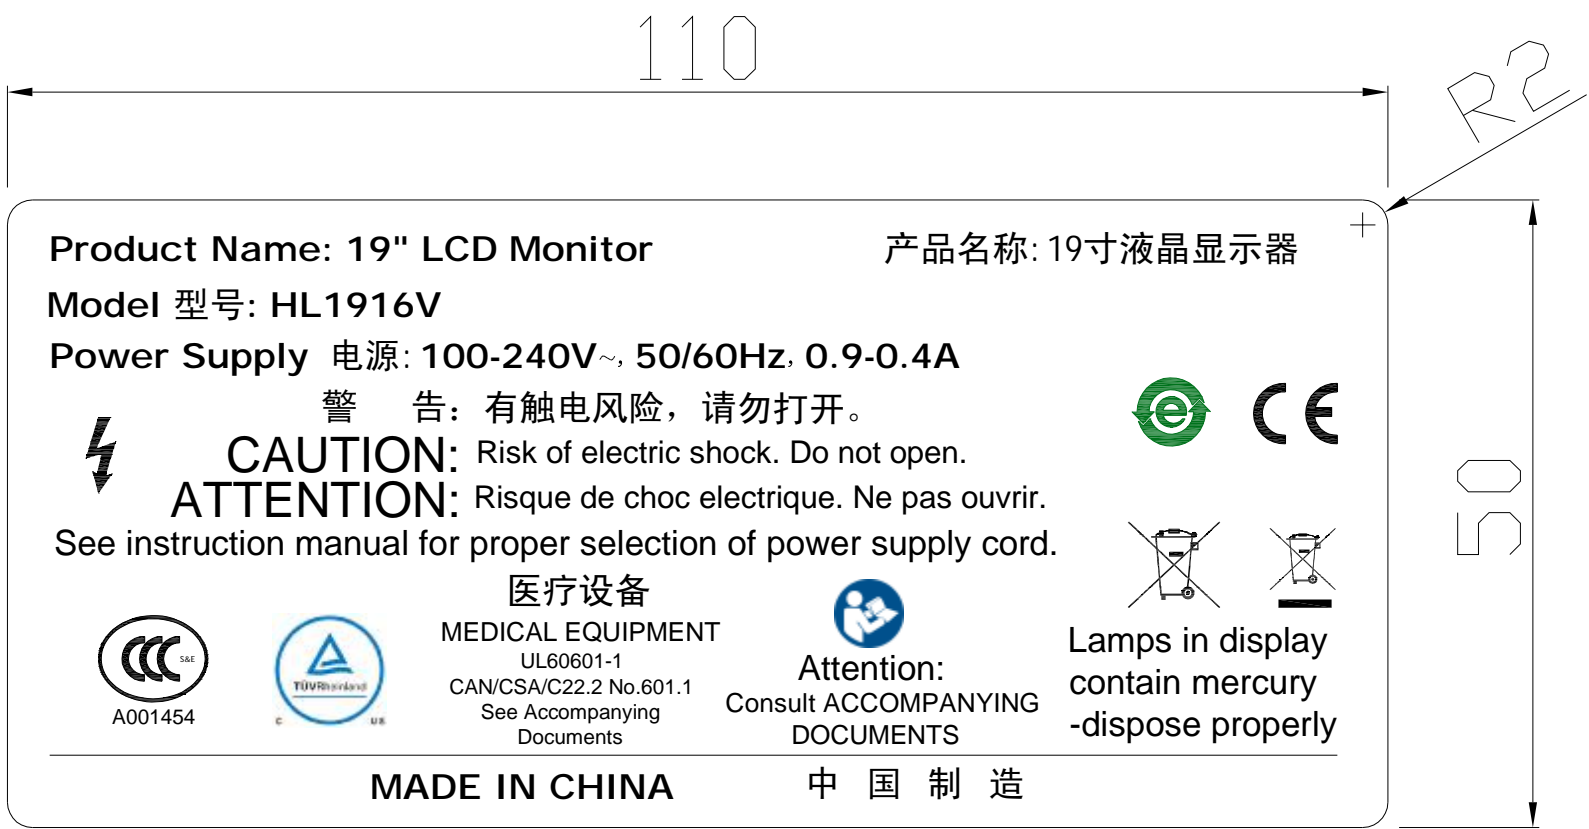 110
R2
Product Name: 19" LCD Monitor 产品名称: 19寸液晶显示器
Model 型号: HL1916V
Power Supply 电源: 100-240V~, 50/60Hz, 0.9-0.4A
警 告: 有触电风险，请勿打开。
CAUTION: Risk of electric shock. Do not open.
ATTENTION: Risque de choc electrique. Ne pas ouvrir.
See instruction manual for proper selection of power supply cord.
e
CE
50
CCC S&E
A001454
TÜVRheinland
C US
医疗设备
MEDICAL EQUIPMENT
UL60601-1
CAN/CSA/C22.2 No.601.1
See Accompanying
Documents
Attention:
Consult ACCOMPANYING
DOCUMENTS
Lamps in display
contain mercury
-dispose properly
MADE IN CHINA 中 国 制 造